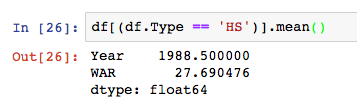 In [26]: df[(df.Type == 'HS')].mean()
Out[26]: Year    1988.500000
WAR       27.690476
dtype: float64